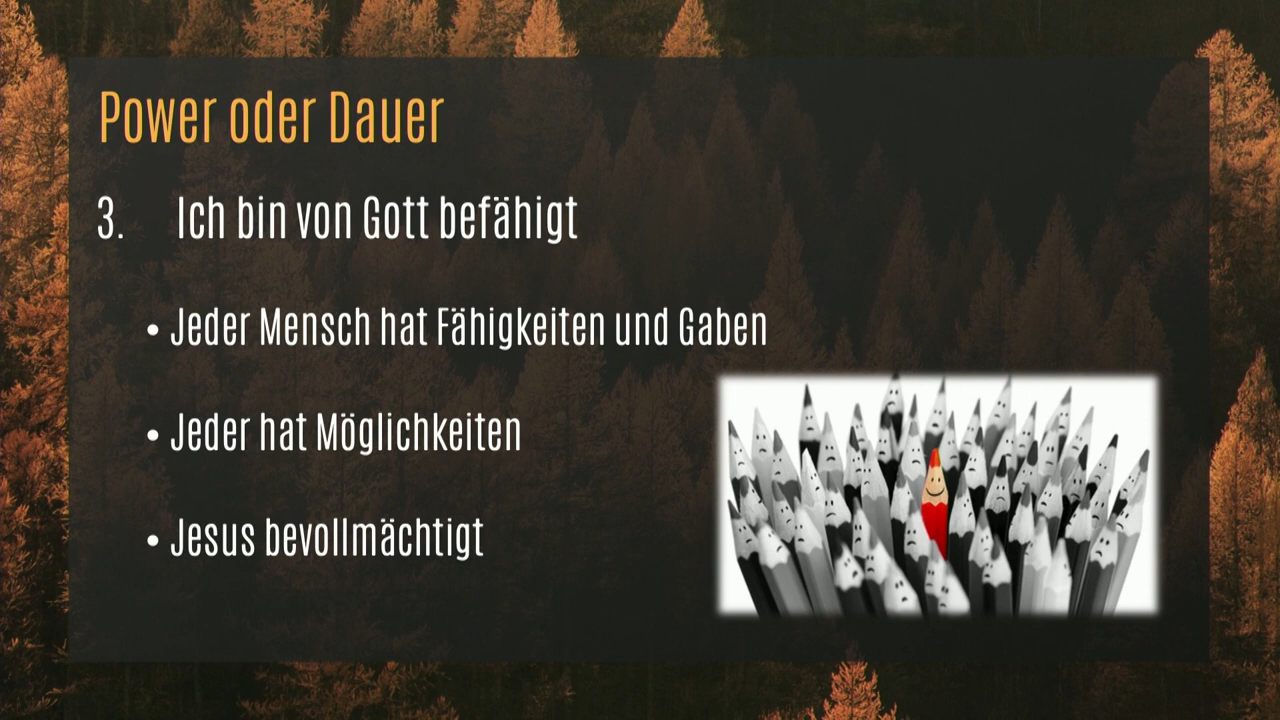 Power oder Dauer
3. Ich bin von Gott befähigt
• Jeder Mensch hat Fähigkeiten und Gaben
• Jeder hat Möglichkeiten
• Jesus bevollmächtigt